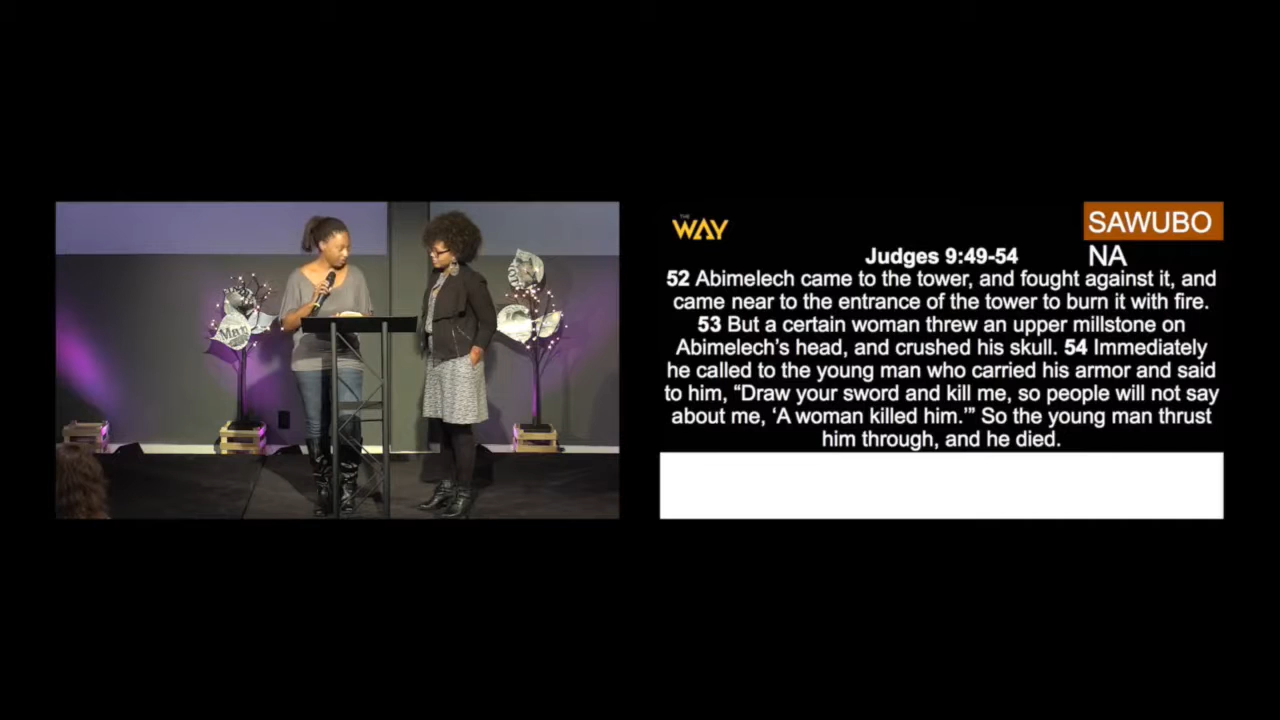 Man
THE
WAY
SAWUBO
NA
Judges 9:49-54
52 Abimelech came to the tower, and fought against it, and
came near to the entrance of the tower to burn it with fire.
53 But a certain woman threw an upper millstone on
Abimelech’s head, and crushed his skull. 54 Immediately
he called to the young man who carried his armor and said
to him, “Draw your sword and kill me, so people will not say
about me, ‘A woman killed him.’” So the young man thrust
him through, and he died.